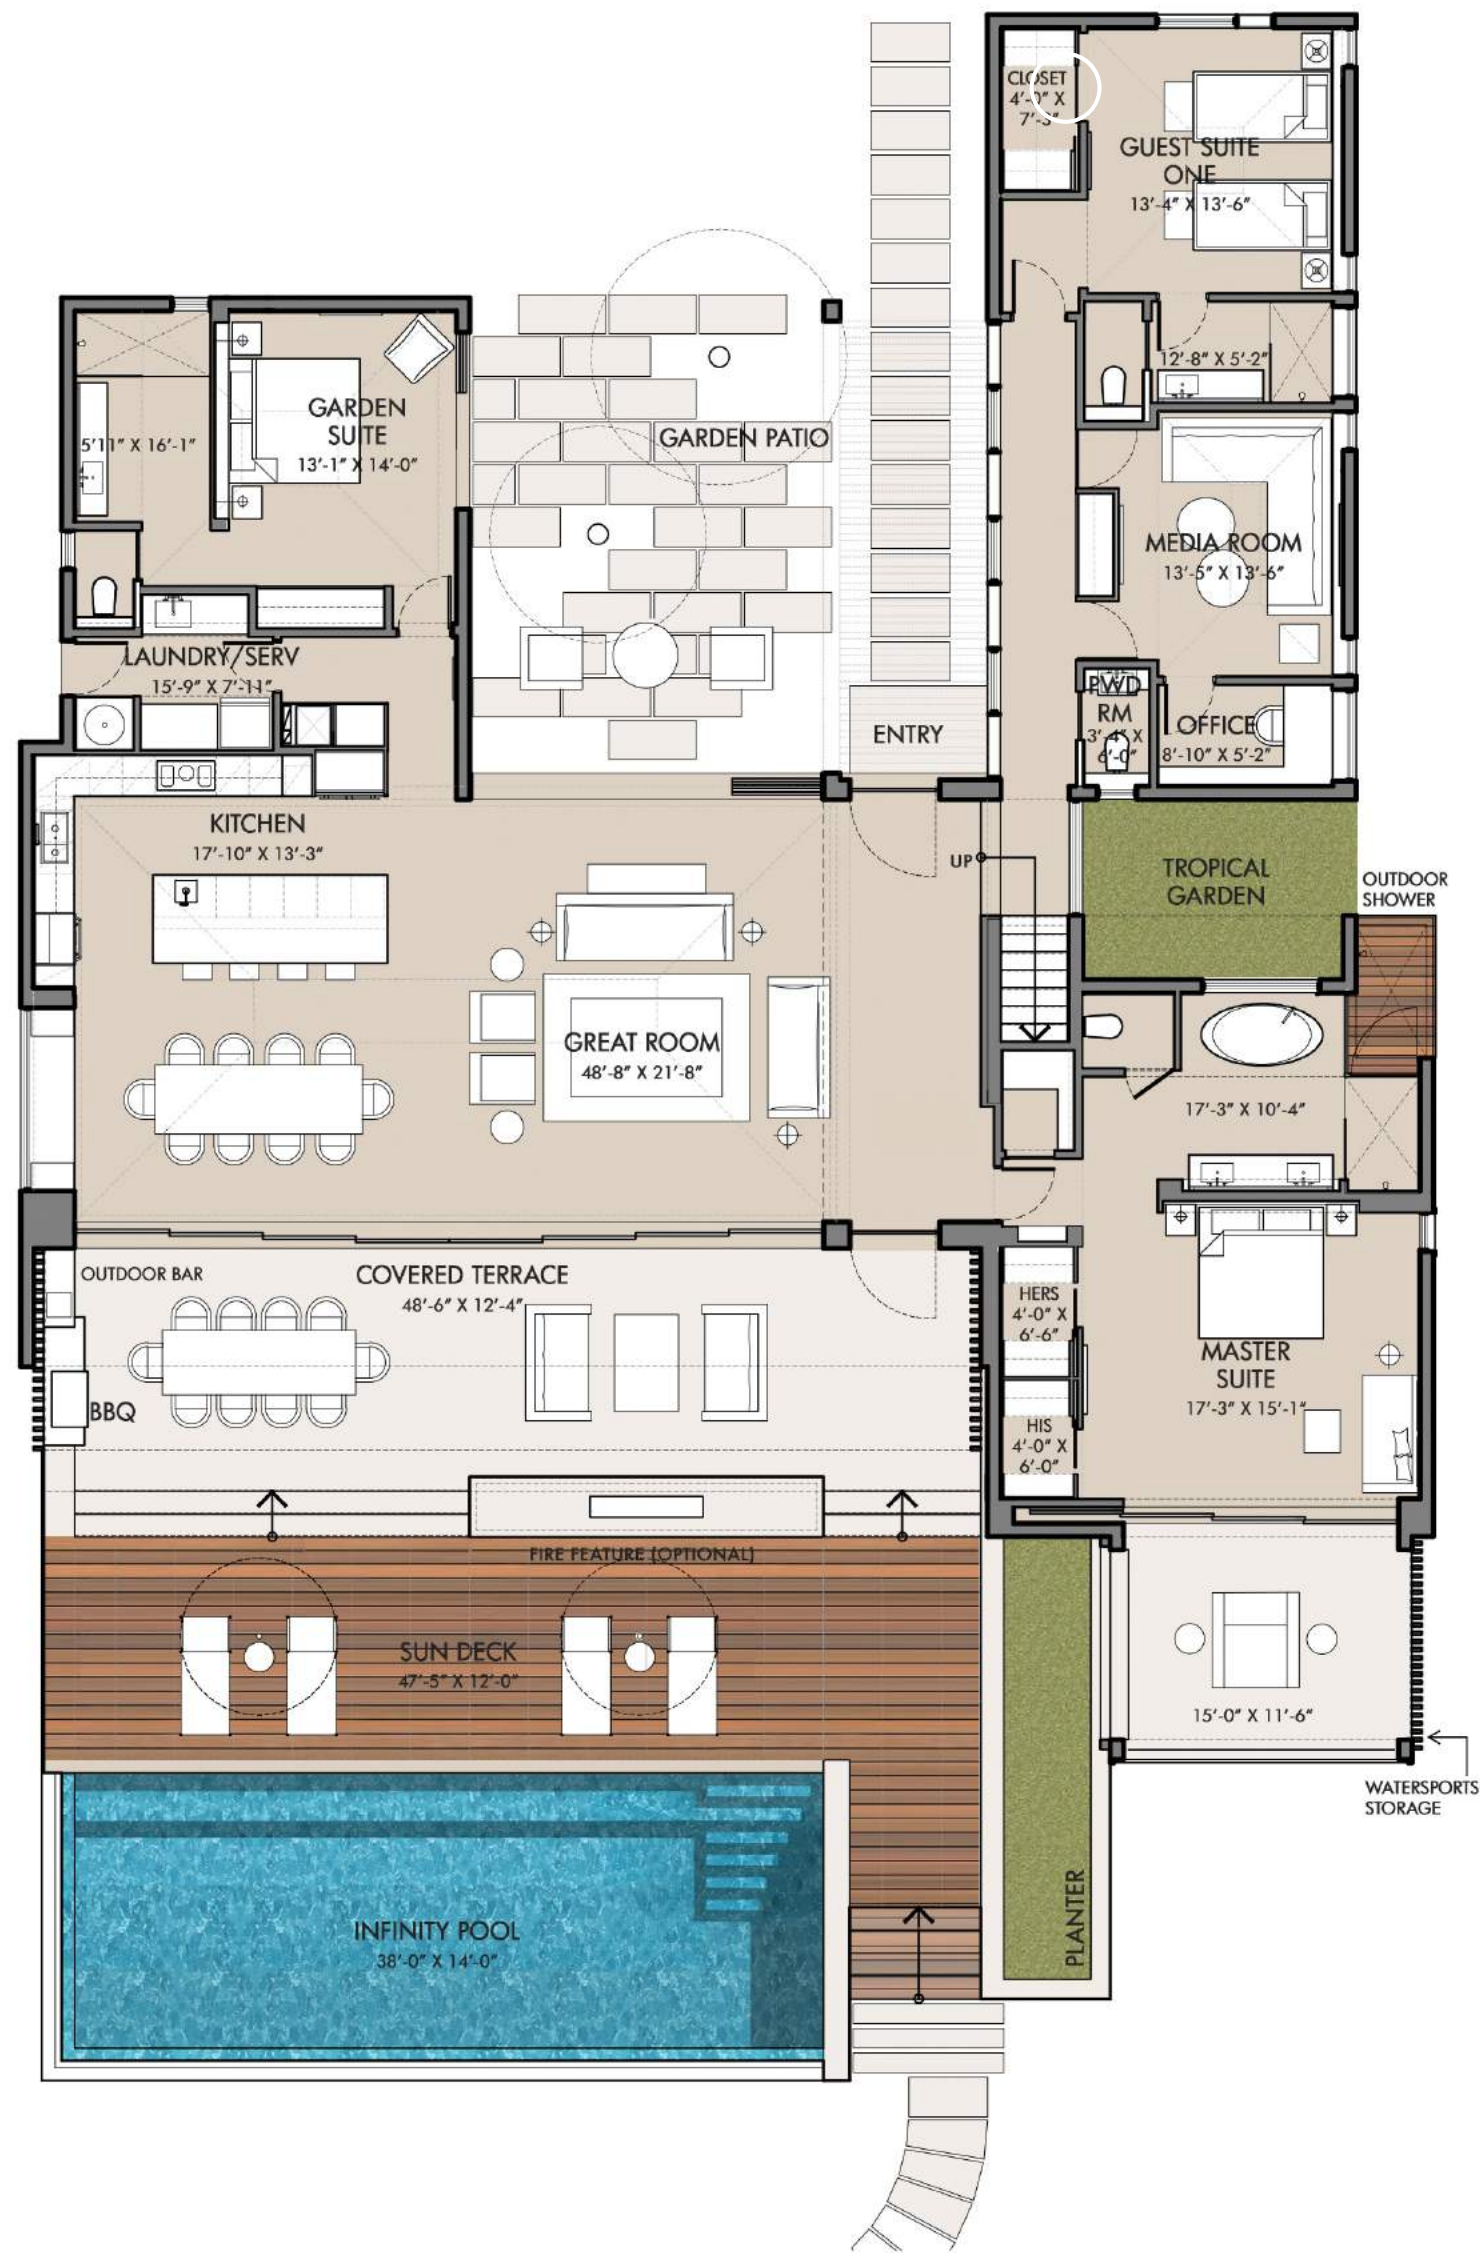 CLOSET
4'-0" X
7'-3"
GUEST SUITE
ONE
13'-4" X 13'-6"
12'-8" X 5'-2"
GARDEN
SUITE
13'-1" X 14'-0"
5'11" X 16'-1"
GARDEN PATIO
MEDIA ROOM
13'-5" X 13'-6"
LAUNDRY/SERV
15'-9" X 7'-11"
PWD
RM
3'-4" X
6'-0"
OFFICE
8'-10" X 5'-2"
ENTRY
KITCHEN
17'-10" X 13'-3"
UP
TROPICAL
GARDEN
OUTDOOR
SHOWER
GREAT ROOM
48'-8" X 21'-8"
17'-3" X 10'-4"
OUTDOOR BAR
COVERED TERRACE
48'-6" X 12'-4"
HERS
4'-0" X
6'-6"
MASTER
SUITE
17'-3" X 15'-1"
BBQ
HIS
4'-0" X
6'-0"
FIRE FEATURE (OPTIONAL)
SUN DECK
47'-5" X 12'-0"
15'-0" X 11'-6"
WATERSPORTS
STORAGE
PLANTER
INFINITY POOL
38'-0" X 14'-0"